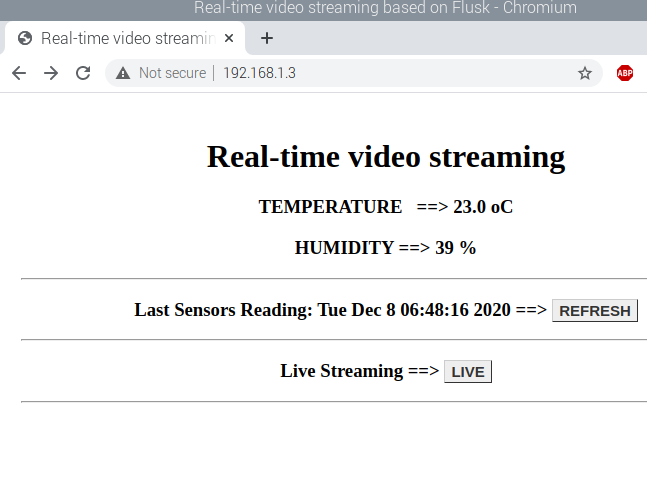 Real-time video streaming based on Flusk - Chromium
Real-time video streamin
Not secure | 192.168.1.3
ABP
Real-time video streaming
TEMPERATURE ==> 23.0 oC
HUMIDITY ==> 39 %
Last Sensors Reading: Tue Dec 8 06:48:16 2020 ==> REFRESH
Live Streaming ==> LIVE